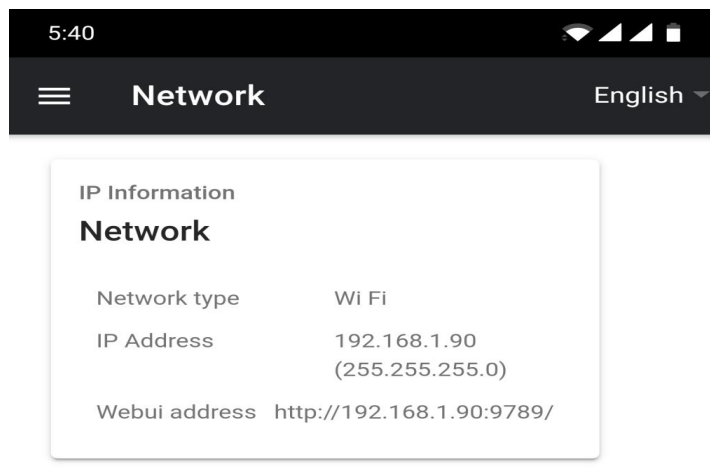 5:40
Network English
IP Information
Network
Network type Wi Fi
IP Address 192.168.1.90
(255.255.255.0)
Webui address http://192.168.1.90:9789/